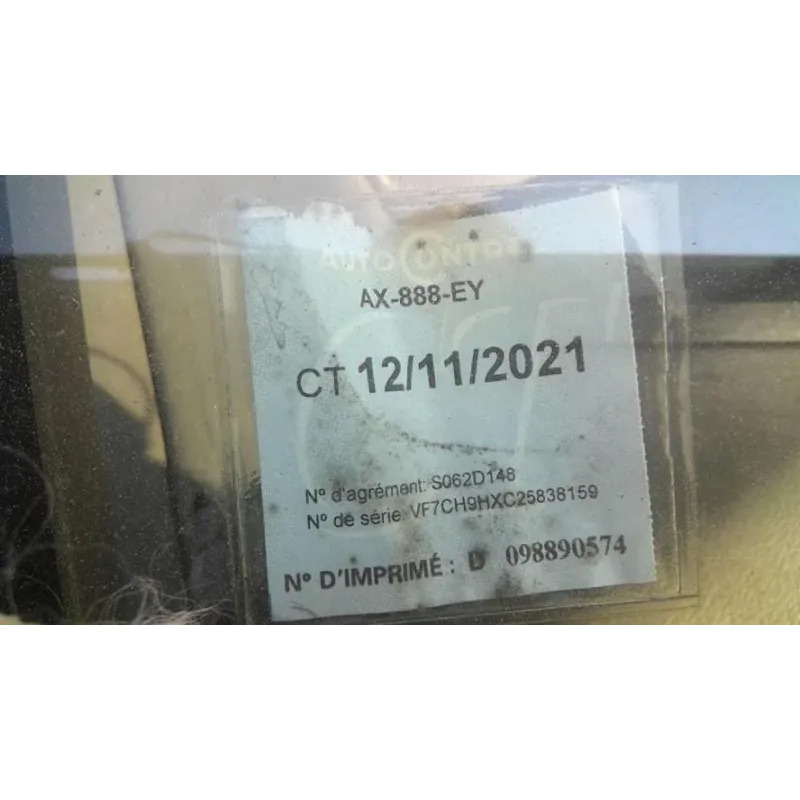 AUTO CONTROL
AX-888-EY
CT 12/11/2021
N° d'agrément: S062D148
N° de série: VF7CH9HXC25838159
N° D'IMPRIMÉ : D 098890574